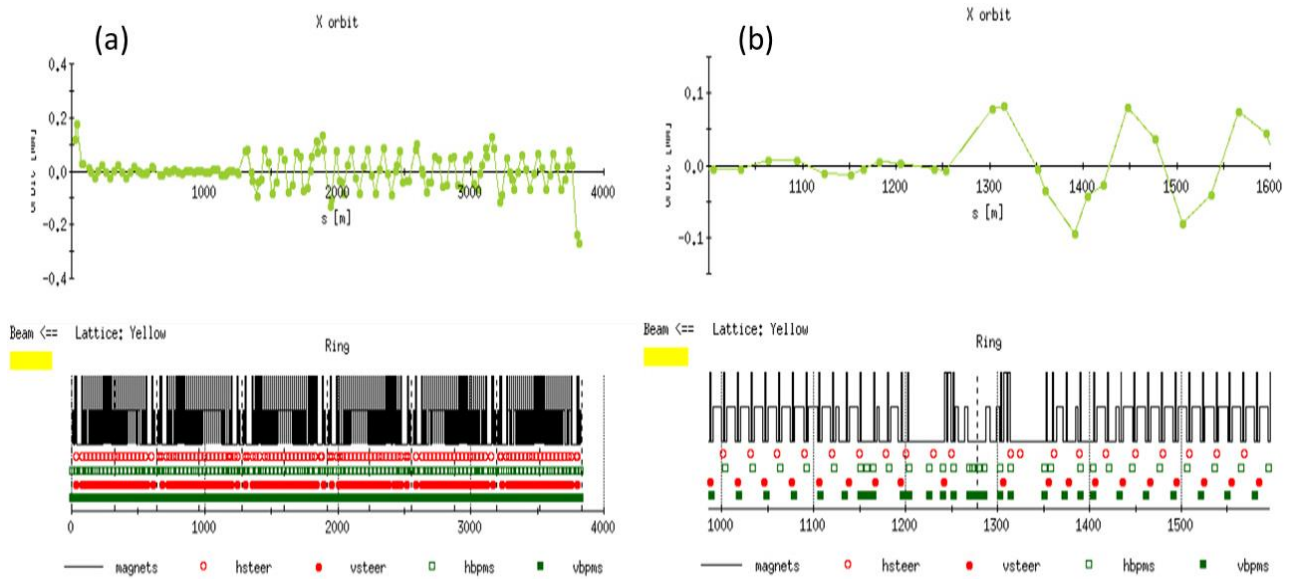 X orbit
(a)
0.4
0.2
0.0
-0.2
-0.4
1000
2000
3000
4000
s [m]
Beam <== Lattice: Yellow
Ring
0
1000
2000
3000
4000
magnets hsteer vsteer hbpms vbpms
X orbit
(b)
0.1
0.0
-0.1
1100
1200
1300
1400
1500
1600
s [m]
Beam <== Lattice: Yellow
Ring
1000
1100
1200
1300
1400
1500
magnets hsteer vsteer hbpms vbpms